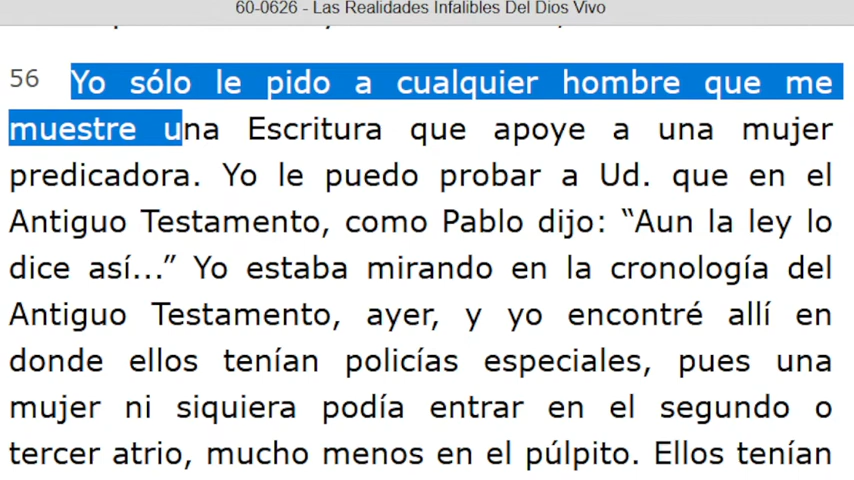 60-0626 - Las Realidades Infalibles Del Dios Vivo
56 Yo sólo le pido a cualquier hombre que me
muestre una Escritura que apoye a una mujer
predicadora. Yo le puedo probar a Ud. que en el
Antiguo Testamento, como Pablo dijo: “Aun la ley lo
dice así...” Yo estaba mirando en la cronología del
Antiguo Testamento, ayer, y yo encontré allí en
donde ellos tenían policías especiales, pues una
mujer ni siquiera podía entrar en el segundo o
tercer atrio, mucho menos en el púlpito. Ellos tenían